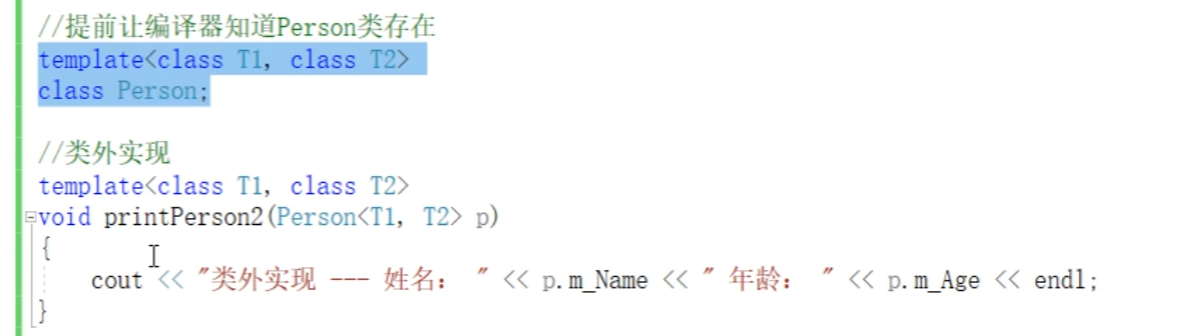 //提前让编译器知道Person类存在
template<class T1, class T2>
class Person;
//类外实现
template<class T1, class T2>
void printPerson2(Person<T1, T2> p)
{
cout << "类外实现 --- 姓名： " << p.m_Name << " 年龄： " << p.m_Age << endl;
}